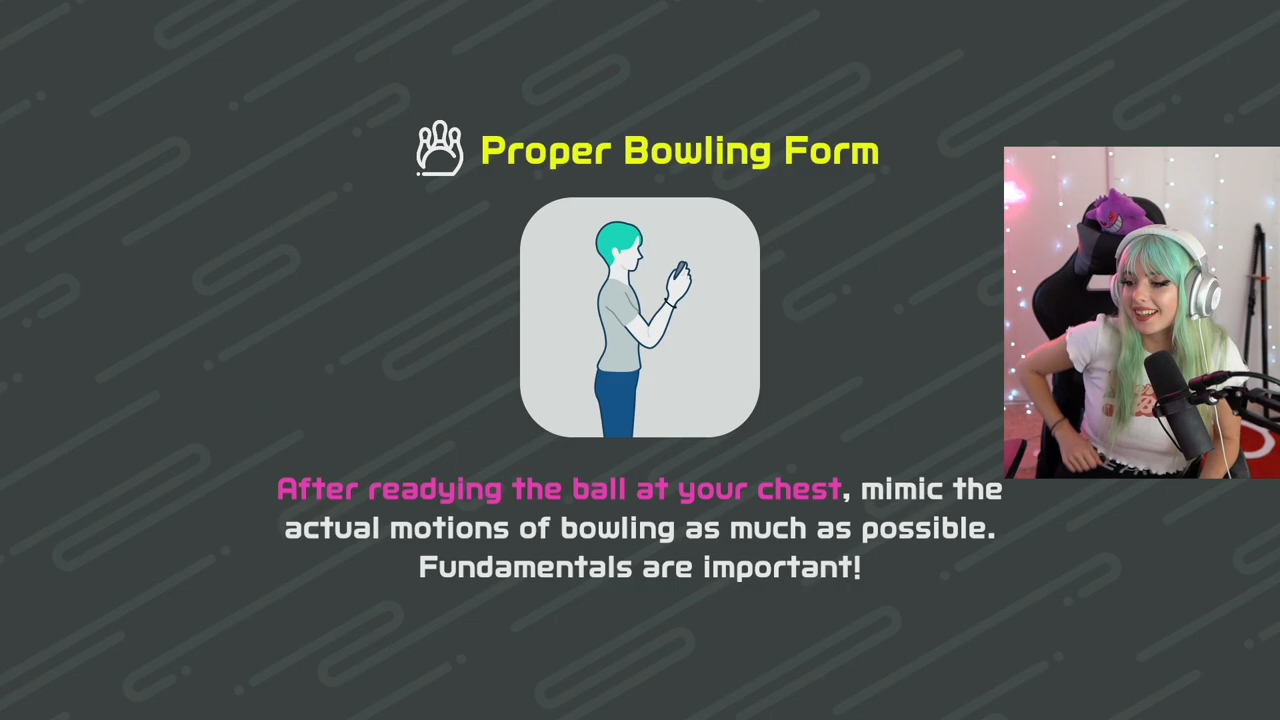 Proper Bowling Form
After readying the ball at your chest, mimic the
actual motions of bowling as much as possible.
Fundamentals are important!